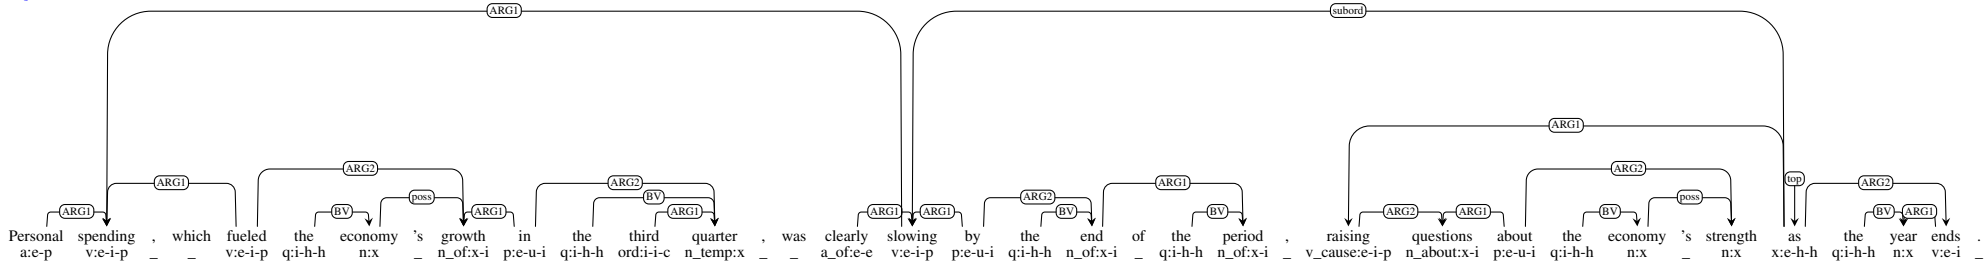 ARG1 subord
ARG1
ARG2 ARG2 top
ARG1 ARG2 ARG1 ARG2
BV poss ARG2 poss
ARG1 BV ARG1 ARG1 ARG1 ARG1 BV BV ARG2 ARG1 BV BV ARG1
Personal spending , which fueled the economy 's growth in the third quarter , was clearly slowing by the end of the period , raising questions about the economy 's strength as the year ends .
a:e-p v:e-i-p _ _ v:e-i-p q:i-h-h n:x _ n_of:x-i p:e-u-i q:i-h-h ord:i-i-c n_temp:x _ _ a_of:e-e v:e-i-p p:e-u-i q:i-h-h n_of:x-i _ q:i-h-h n_of:x-i _ v_cause:e-i-p n_about:x-i p:e-u-i q:i-h-h n:x _ n:x x:e-h-h q:i-h-h n:x v:e-i _